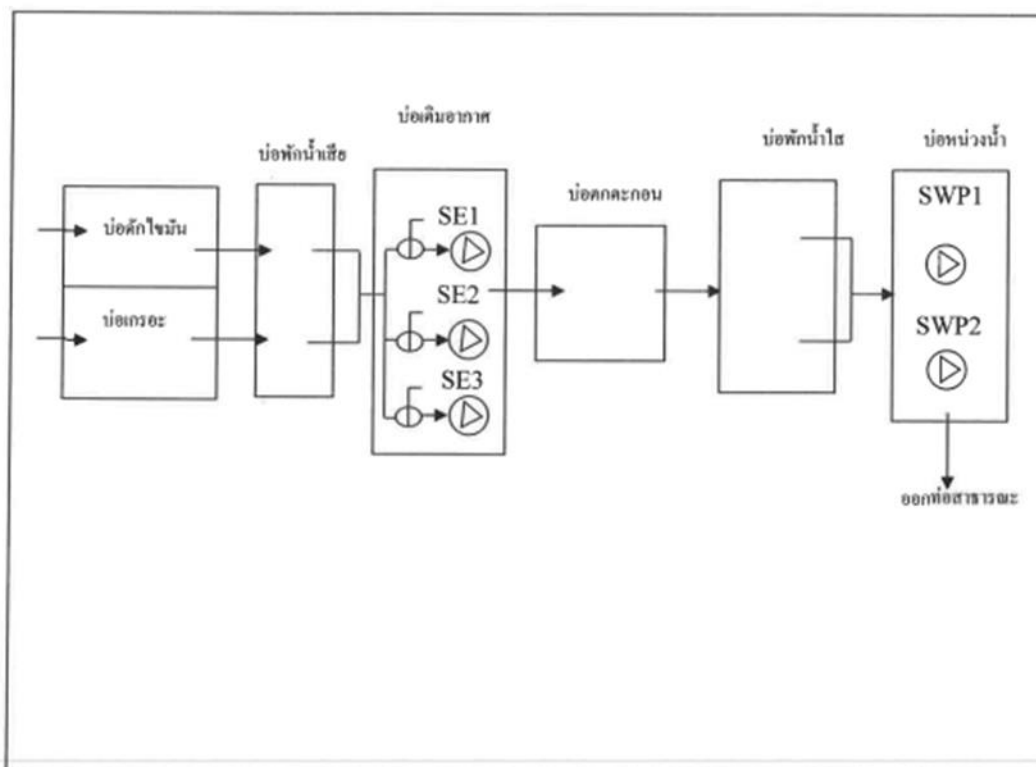 บ่อดักไขมัน
บ่อเกรอะ
บ่อพักน้ำเสีย
บ่อเติมอากาศ
SE1
SE2
SE3
บ่อตกตะกอน
บ่อพักน้ำใส
บ่อหน่วงน้ำ
SWP1
SWP2
ออกท่อสาธารณะ